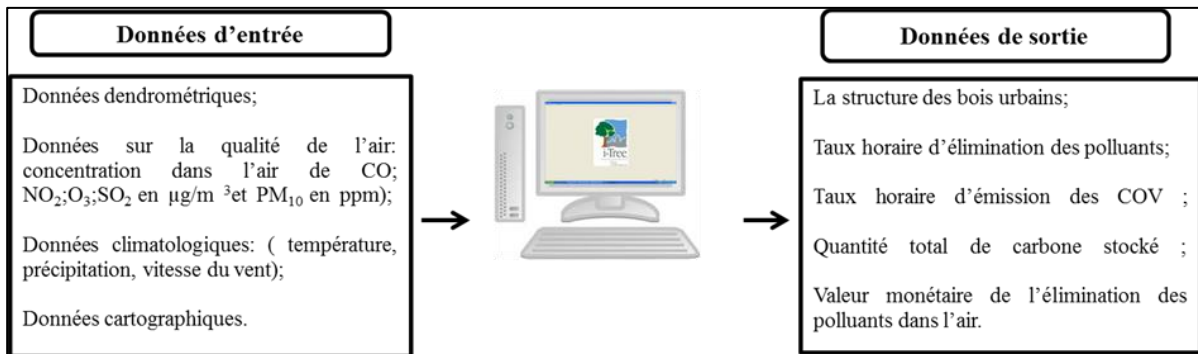 Données d'entrée
Données dendrométriques;
Données sur la qualité de l'air:
concentration dans l'air de CO;
NO₂;O₃;SO₂ en µg/m ³et PM₁₀ en ppm);
Données climatologiques: ( température,
précipitation, vitesse du vent);
Données cartographiques.
i-Tree
Données de sortie
La structure des bois urbains;
Taux horaire d'élimination des polluants;
Taux horaire d'émission des COV ;
Quantité total de carbone stocké ;
Valeur monétaire de l'élimination des
polluants dans l'air.